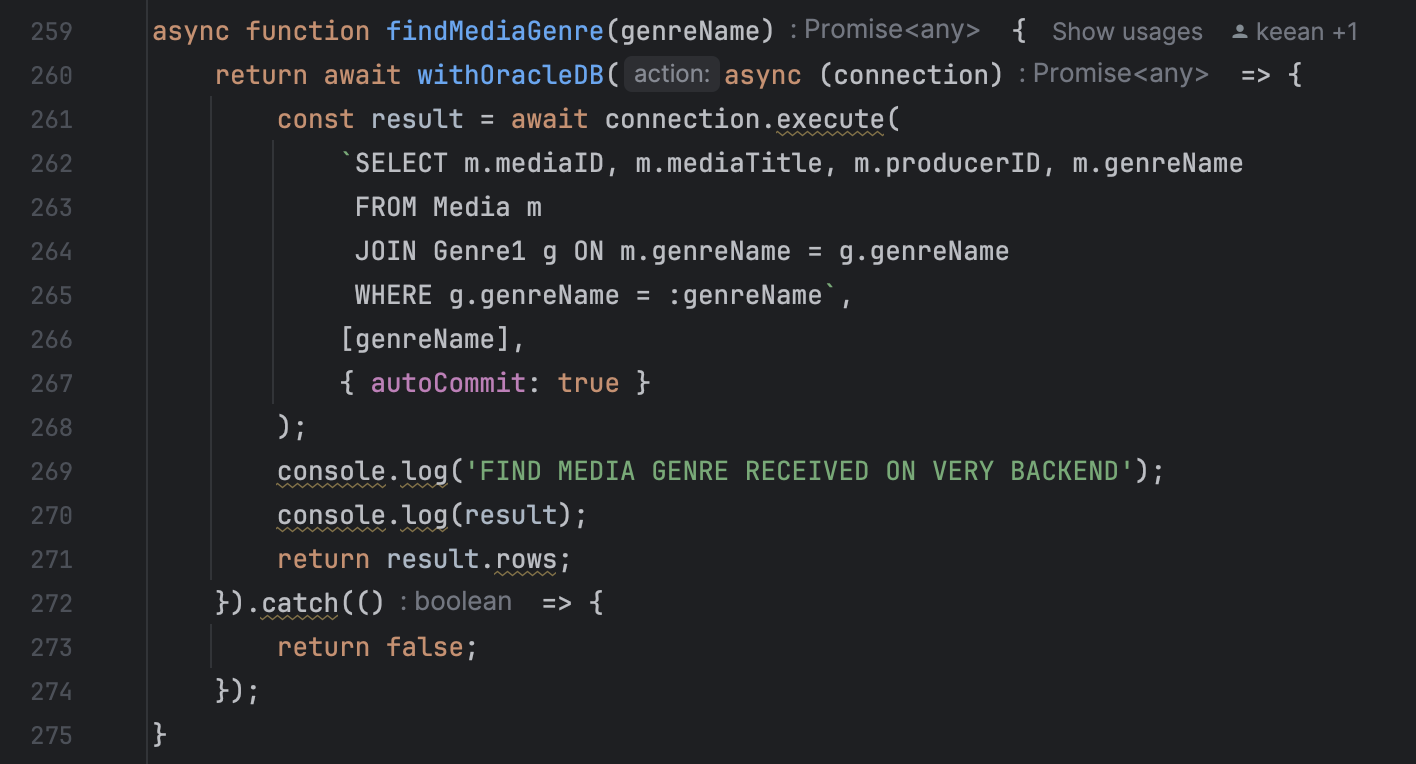 259 async function findMediaGenre(genreName) : Promise<any> { Show usages keean +1
260 return await withOracleDB( action: async (connection) : Promise<any> => {
261 const result = await connection.execute(
262 `SELECT m.mediaID, m.mediaTitle, m.producerID, m.genreName
263 FROM Media m
264 JOIN Genre1 g ON m.genreName = g.genreName
265 WHERE g.genreName = :genreName`,
266 [genreName],
267 { autoCommit: true }
268 );
269 console.log('FIND MEDIA GENRE RECEIVED ON VERY BACKEND');
270 console.log(result);
271 return result.rows;
272 }).catch(() : boolean => {
273 return false;
274 });
275 }